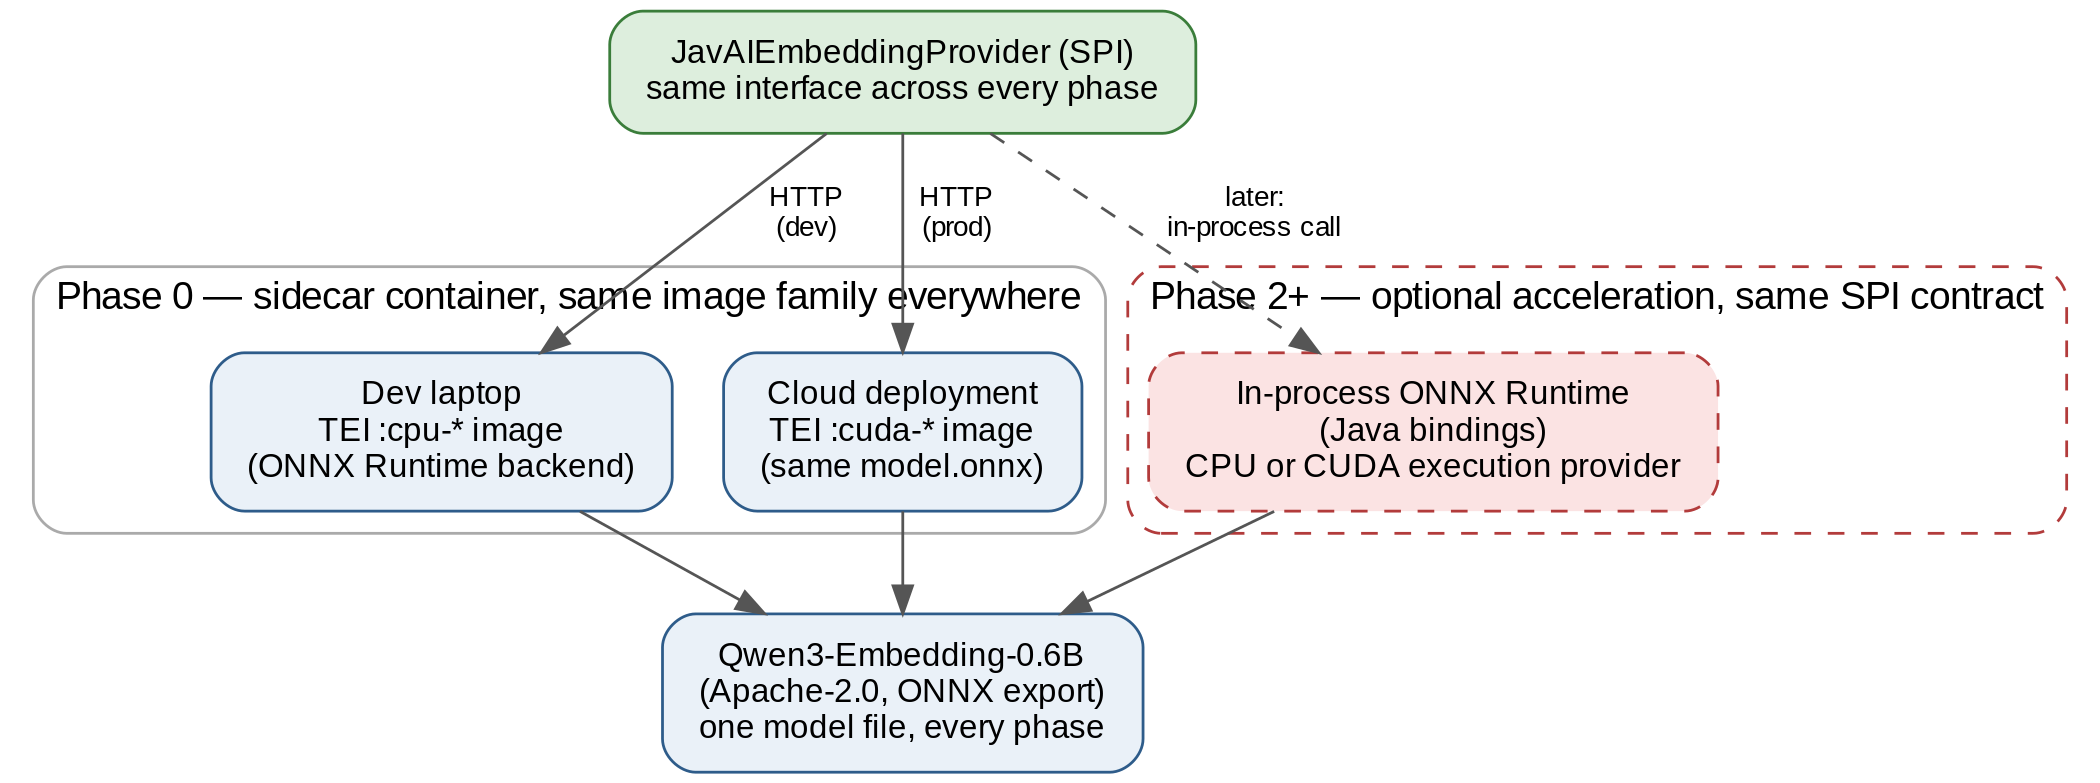 JavAIEmbeddingProvider (SPI)
same interface across every phase
HTTP
(dev)
HTTP
(prod)
later:
in-process call
Phase 0 — sidecar container, same image family everywhere
Phase 2+ — optional acceleration, same SPI contract
Dev laptop
TEI :cpu-* image
(ONNX Runtime backend)
Cloud deployment
TEI :cuda-* image
(same model.onnx)
In-process ONNX Runtime
(Java bindings)
CPU or CUDA execution provider
Qwen3-Embedding-0.6B
(Apache-2.0, ONNX export)
one model file, every phase